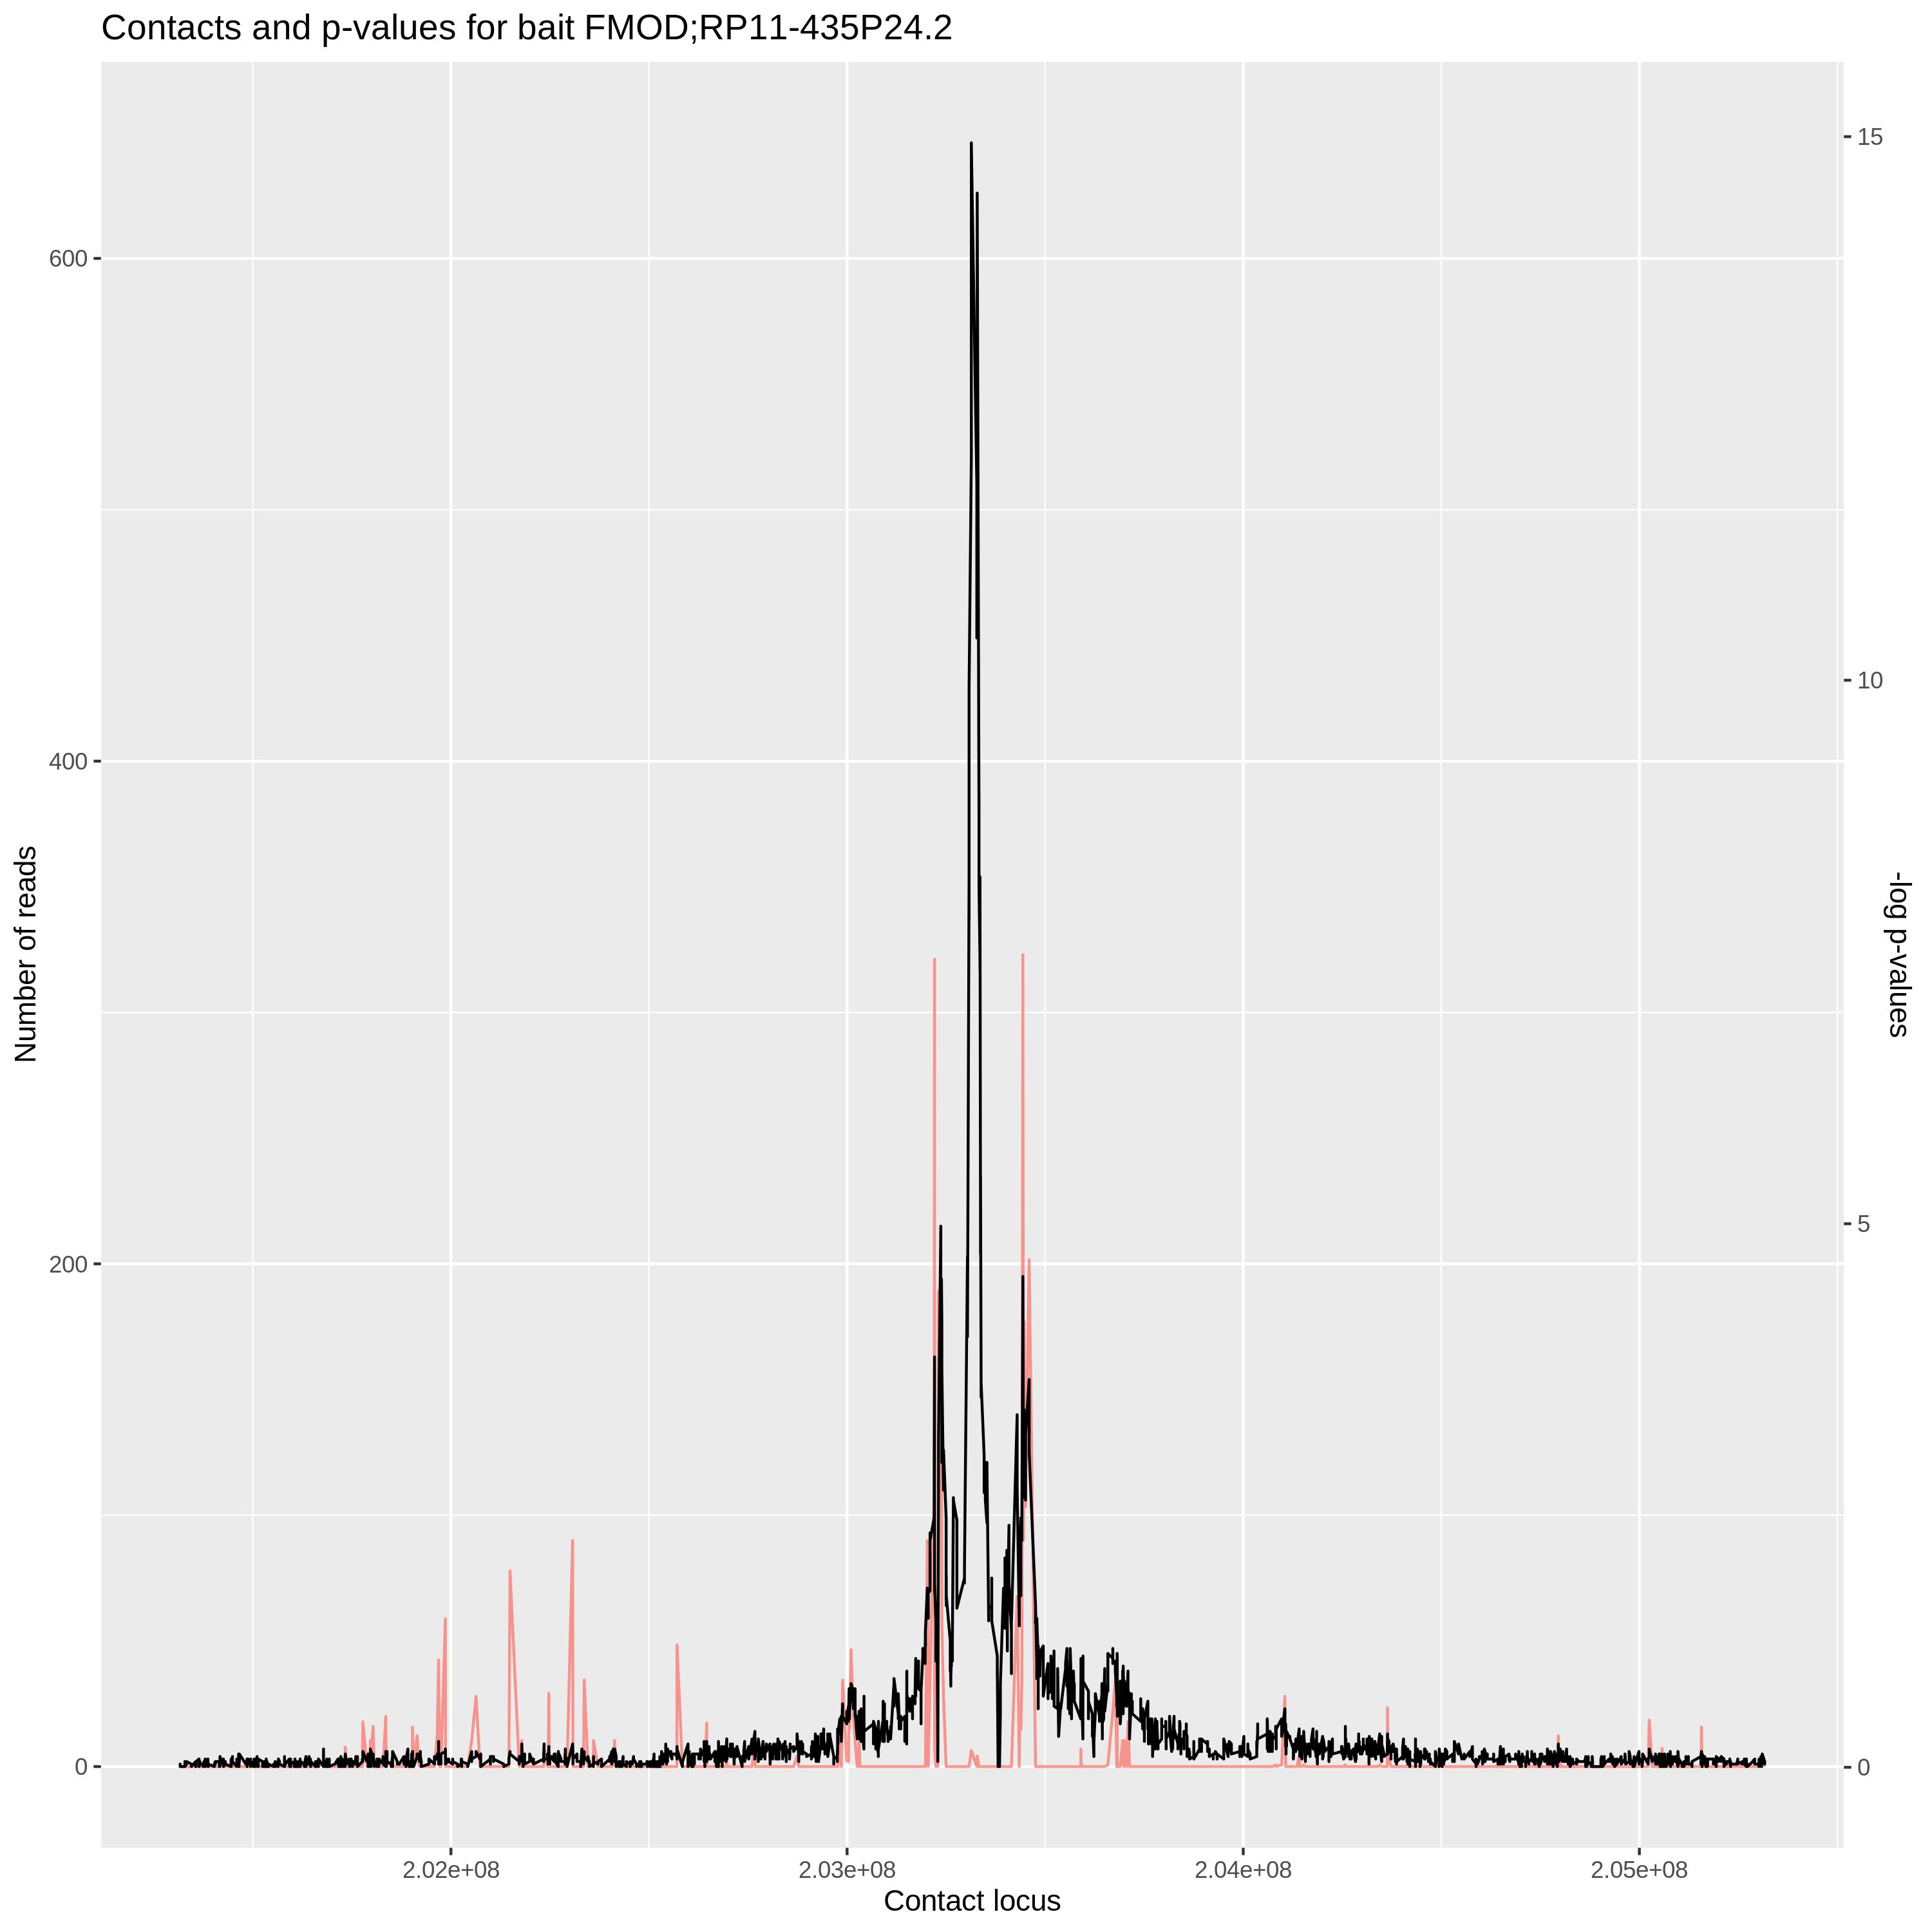 Contacts and p-values for bait FMOD;RP11-435P24.2
Number of reads
600
400
200
0
15
10
5
0
-log p-values
2.02e+08
2.03e+08
2.04e+08
2.05e+08
Contact locus